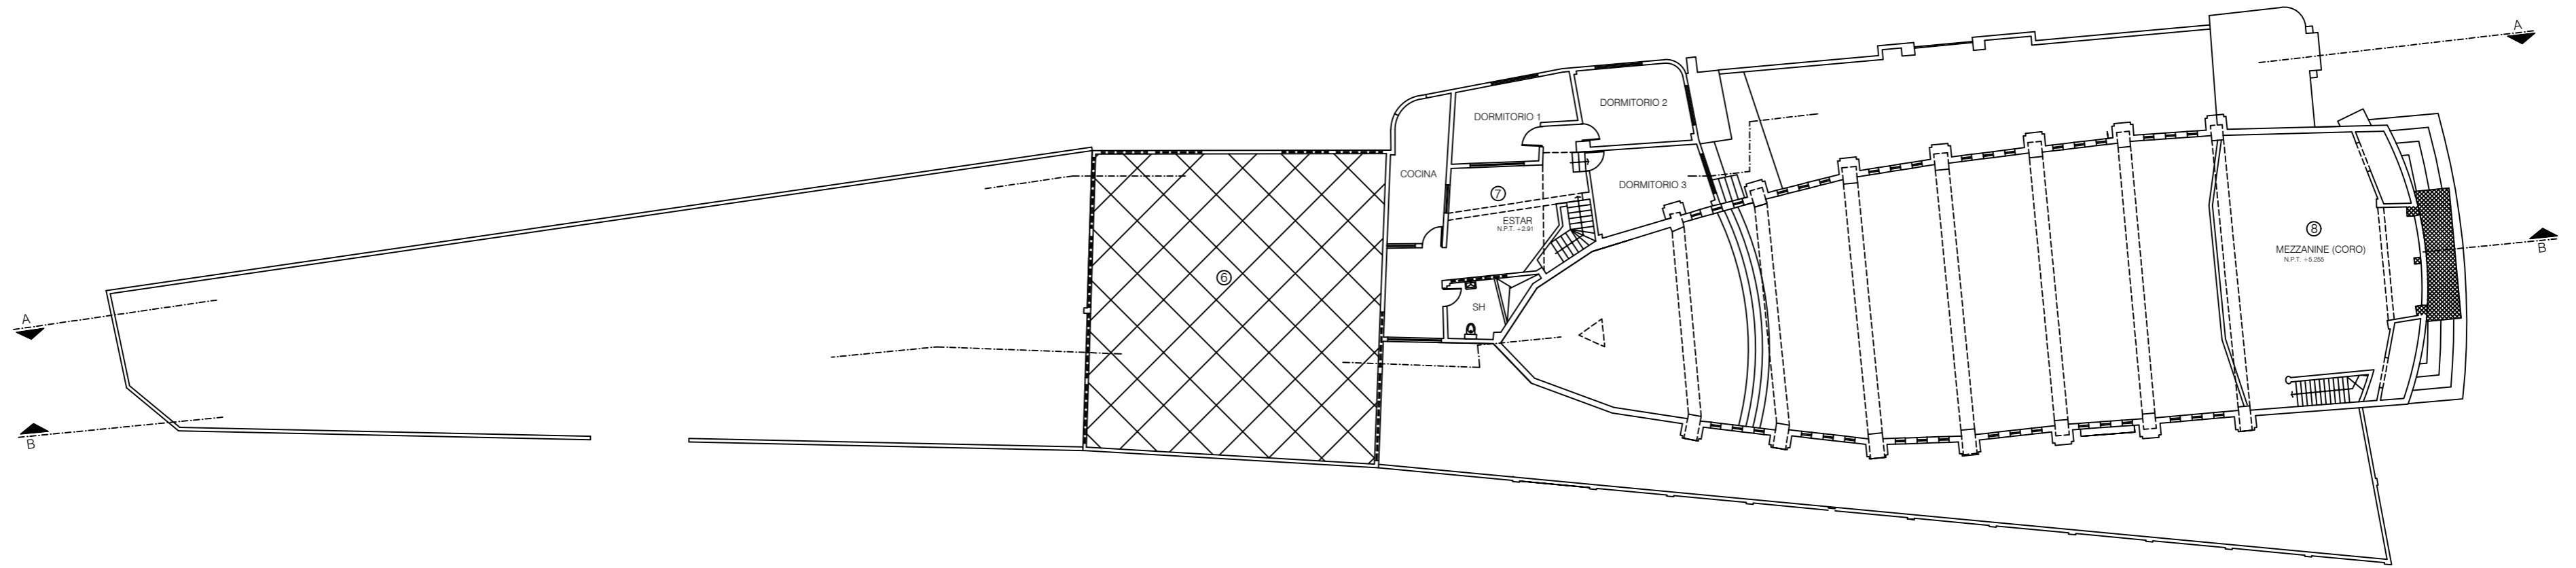 A
DORMITORIO 2
DORMITORIO 1
COCINA
⑦
DORMITORIO 3
ESTAR
N.P.T. +2.91
⑧
MEZZANINE (CORO)
N.P.T. +5.255
B
⑥
SH
A
B